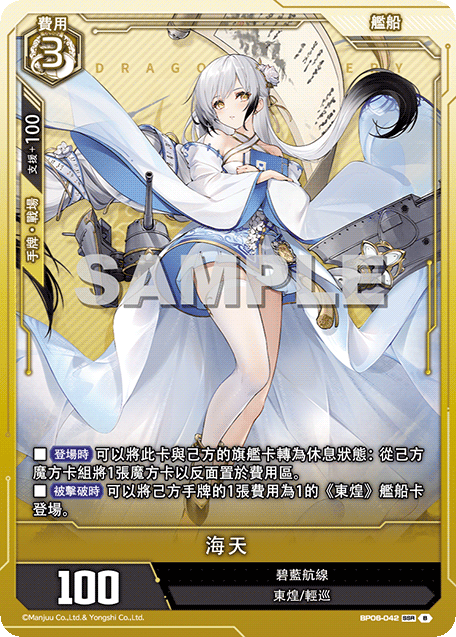 費用
艦船
3
DRAGO
支援+100
手牌・戰場
SAMPLE
■ 登場時 可以將此卡與己方的旗艦卡轉為休息狀態：從己方
魔方卡組將1張魔方卡以反面置於費用區。
■ 被擊破時 可以將己方手牌的1張費用為1的《東煌》艦船卡
登場。
海天
100
碧藍航線
東煌/輕巡
©Manjuu Co.,Ltd.& Yongshi Co.,Ltd.
BP06-042 SSR B